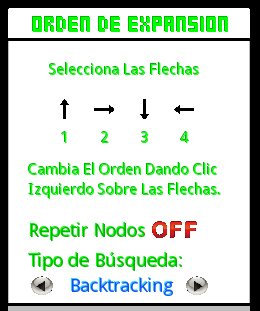 ORDEN DE EXPANSION
Selecciona Las Flechas
1 2 3 4
Cambia El Orden Dando Clic
Izquierdo Sobre Las Flechas.
Repetir Nodos OFF
Tipo de Búsqueda:
Backtracking